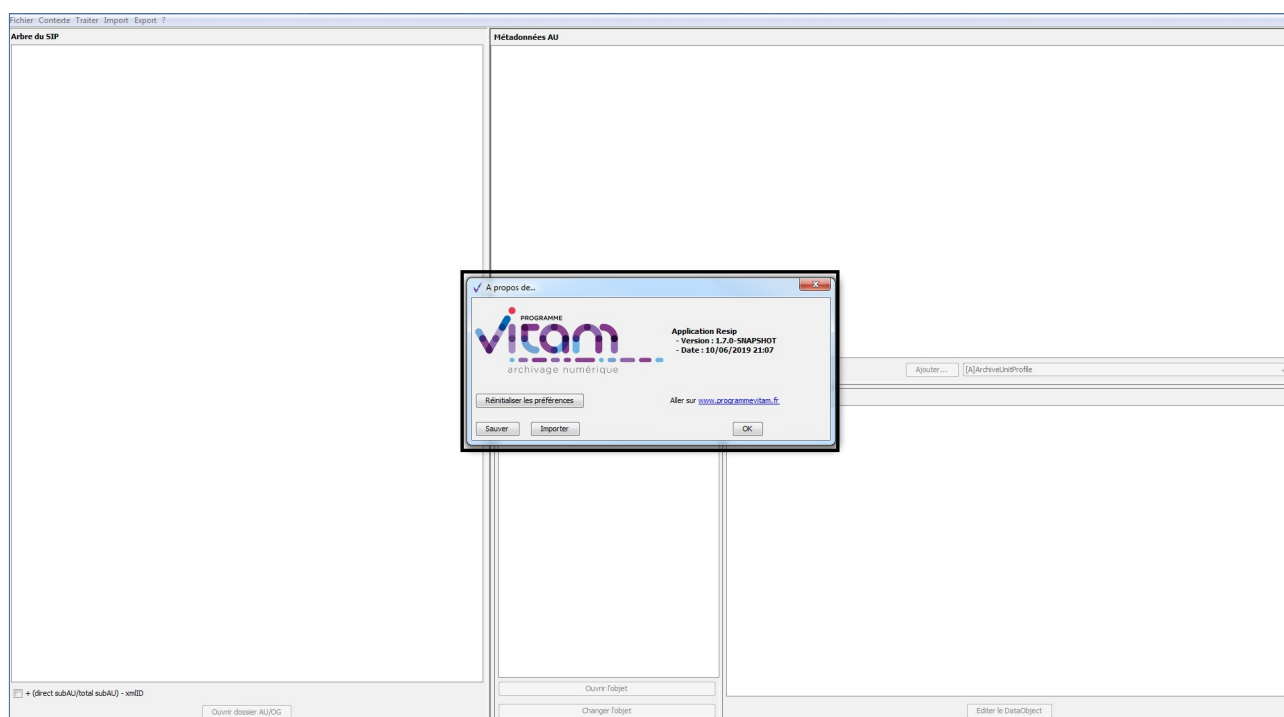 Fichier Contexte Traiter Import Export ?
Arbre du SIP
Métadonnées AU
A propos de...
PROGRAMME
vitam
archivage numérique
Application Resip
- Version : 1.7.0-SNAPSHOT
- Date : 10/06/2019 21:07
Réinitialiser les préférences
Aller sur www.programmevitam.fr
Sauver
Importer
OK
Ajouter...
[A]ArchiveUnitProfile
+ (direct subAU/total subAU) - xmlID
Ouvrir dossier AU/OG
Ouvrir l'objet
Changer l'objet
Editer le DataObject